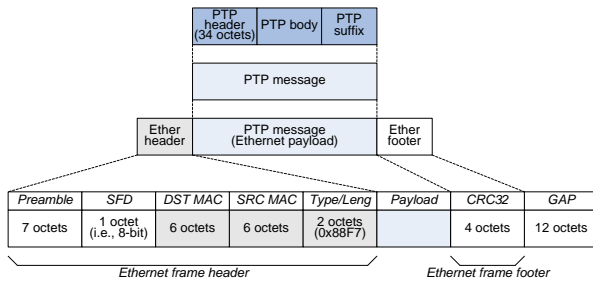 PTP header (34 octets)
PTP body
PTP suffix
PTP message
Ether header
PTP message (Ethernet payload)
Ether footer
Preamble SFD DST MAC SRC MAC Type/Leng Payload CRC32 GAP
7 octets
1 octet (i.e., 8-bit)
6 octets
6 octets
2 octets (0x88F7)
4 octets
12 octets
Ethernet frame header
Ethernet frame footer